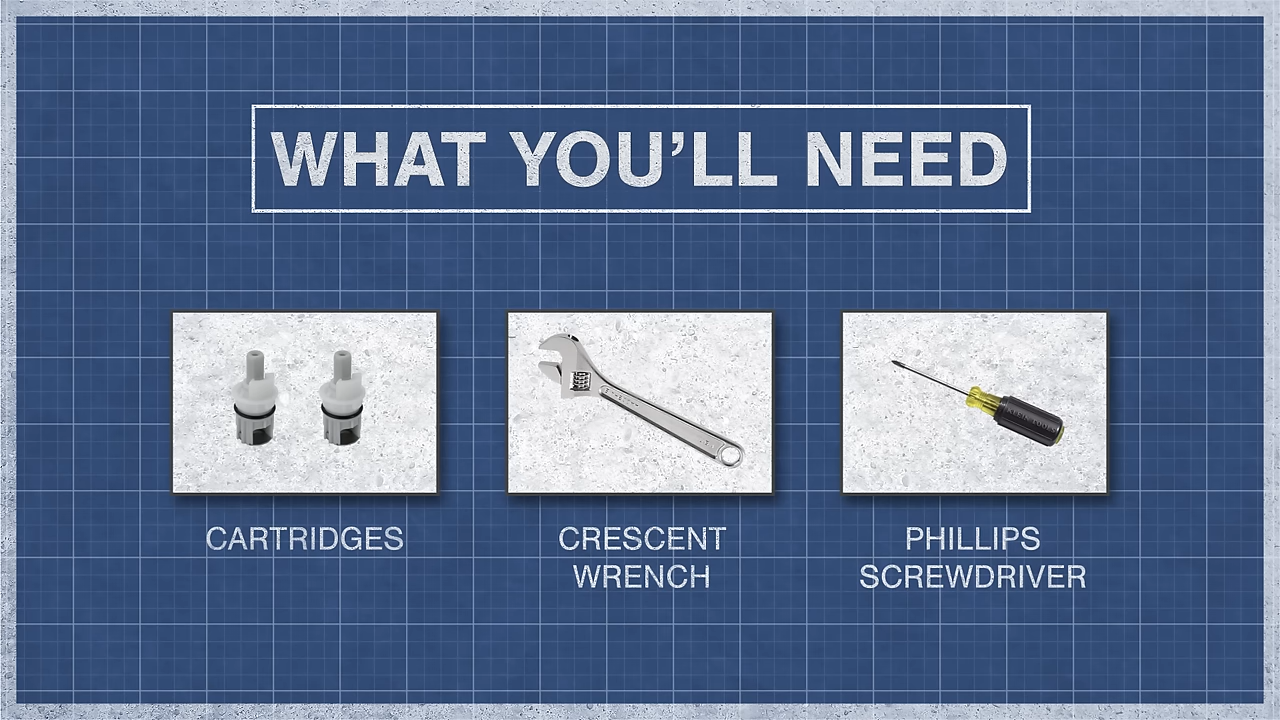 WHAT YOU'LL NEED
CARTRIDGES
CRESCENT
WRENCH
PHILLIPS
SCREWDRIVER